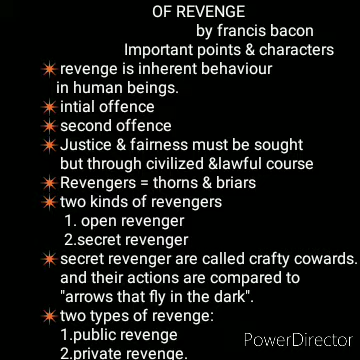 OF REVENGE
by francis bacon
Important points & characters
revenge is inherent behaviour
in human beings.
intial offence
second offence
Justice & fairness must be sought
but through civilized &lawful course
Revengers = thorns & briars
two kinds of revengers
1. open revenger
2.secret revenger
secret revenger are called crafty cowards.
and their actions are compared to
"arrows that fly in the dark".
two types of revenge:
1.public revenge
2.private revenge.
PowerDirector